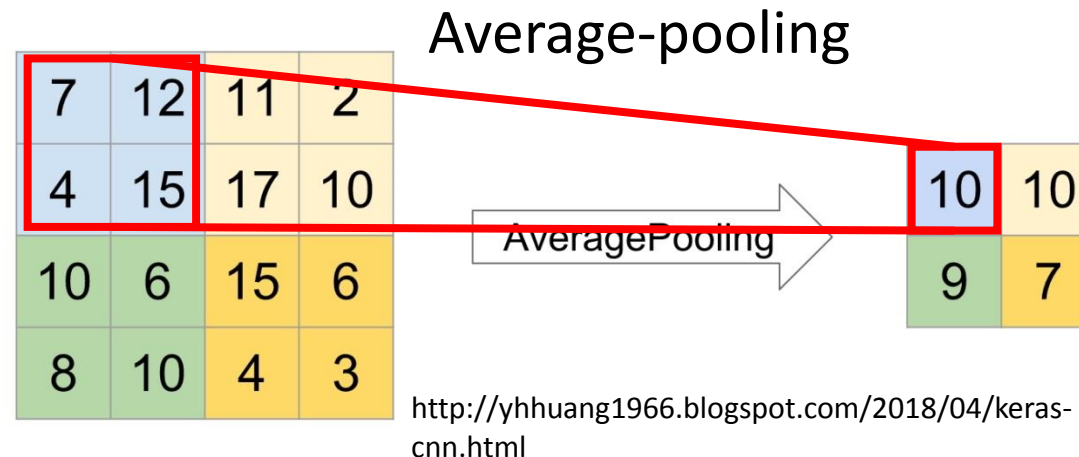 Average-pooling
7 12 11 2
4 15 17 10
10 6 15 6
8 10 4 3
AveragePooling
10 10
9 7
http://yhhuang1966.blogspot.com/2018/04/keras-
cnn.html